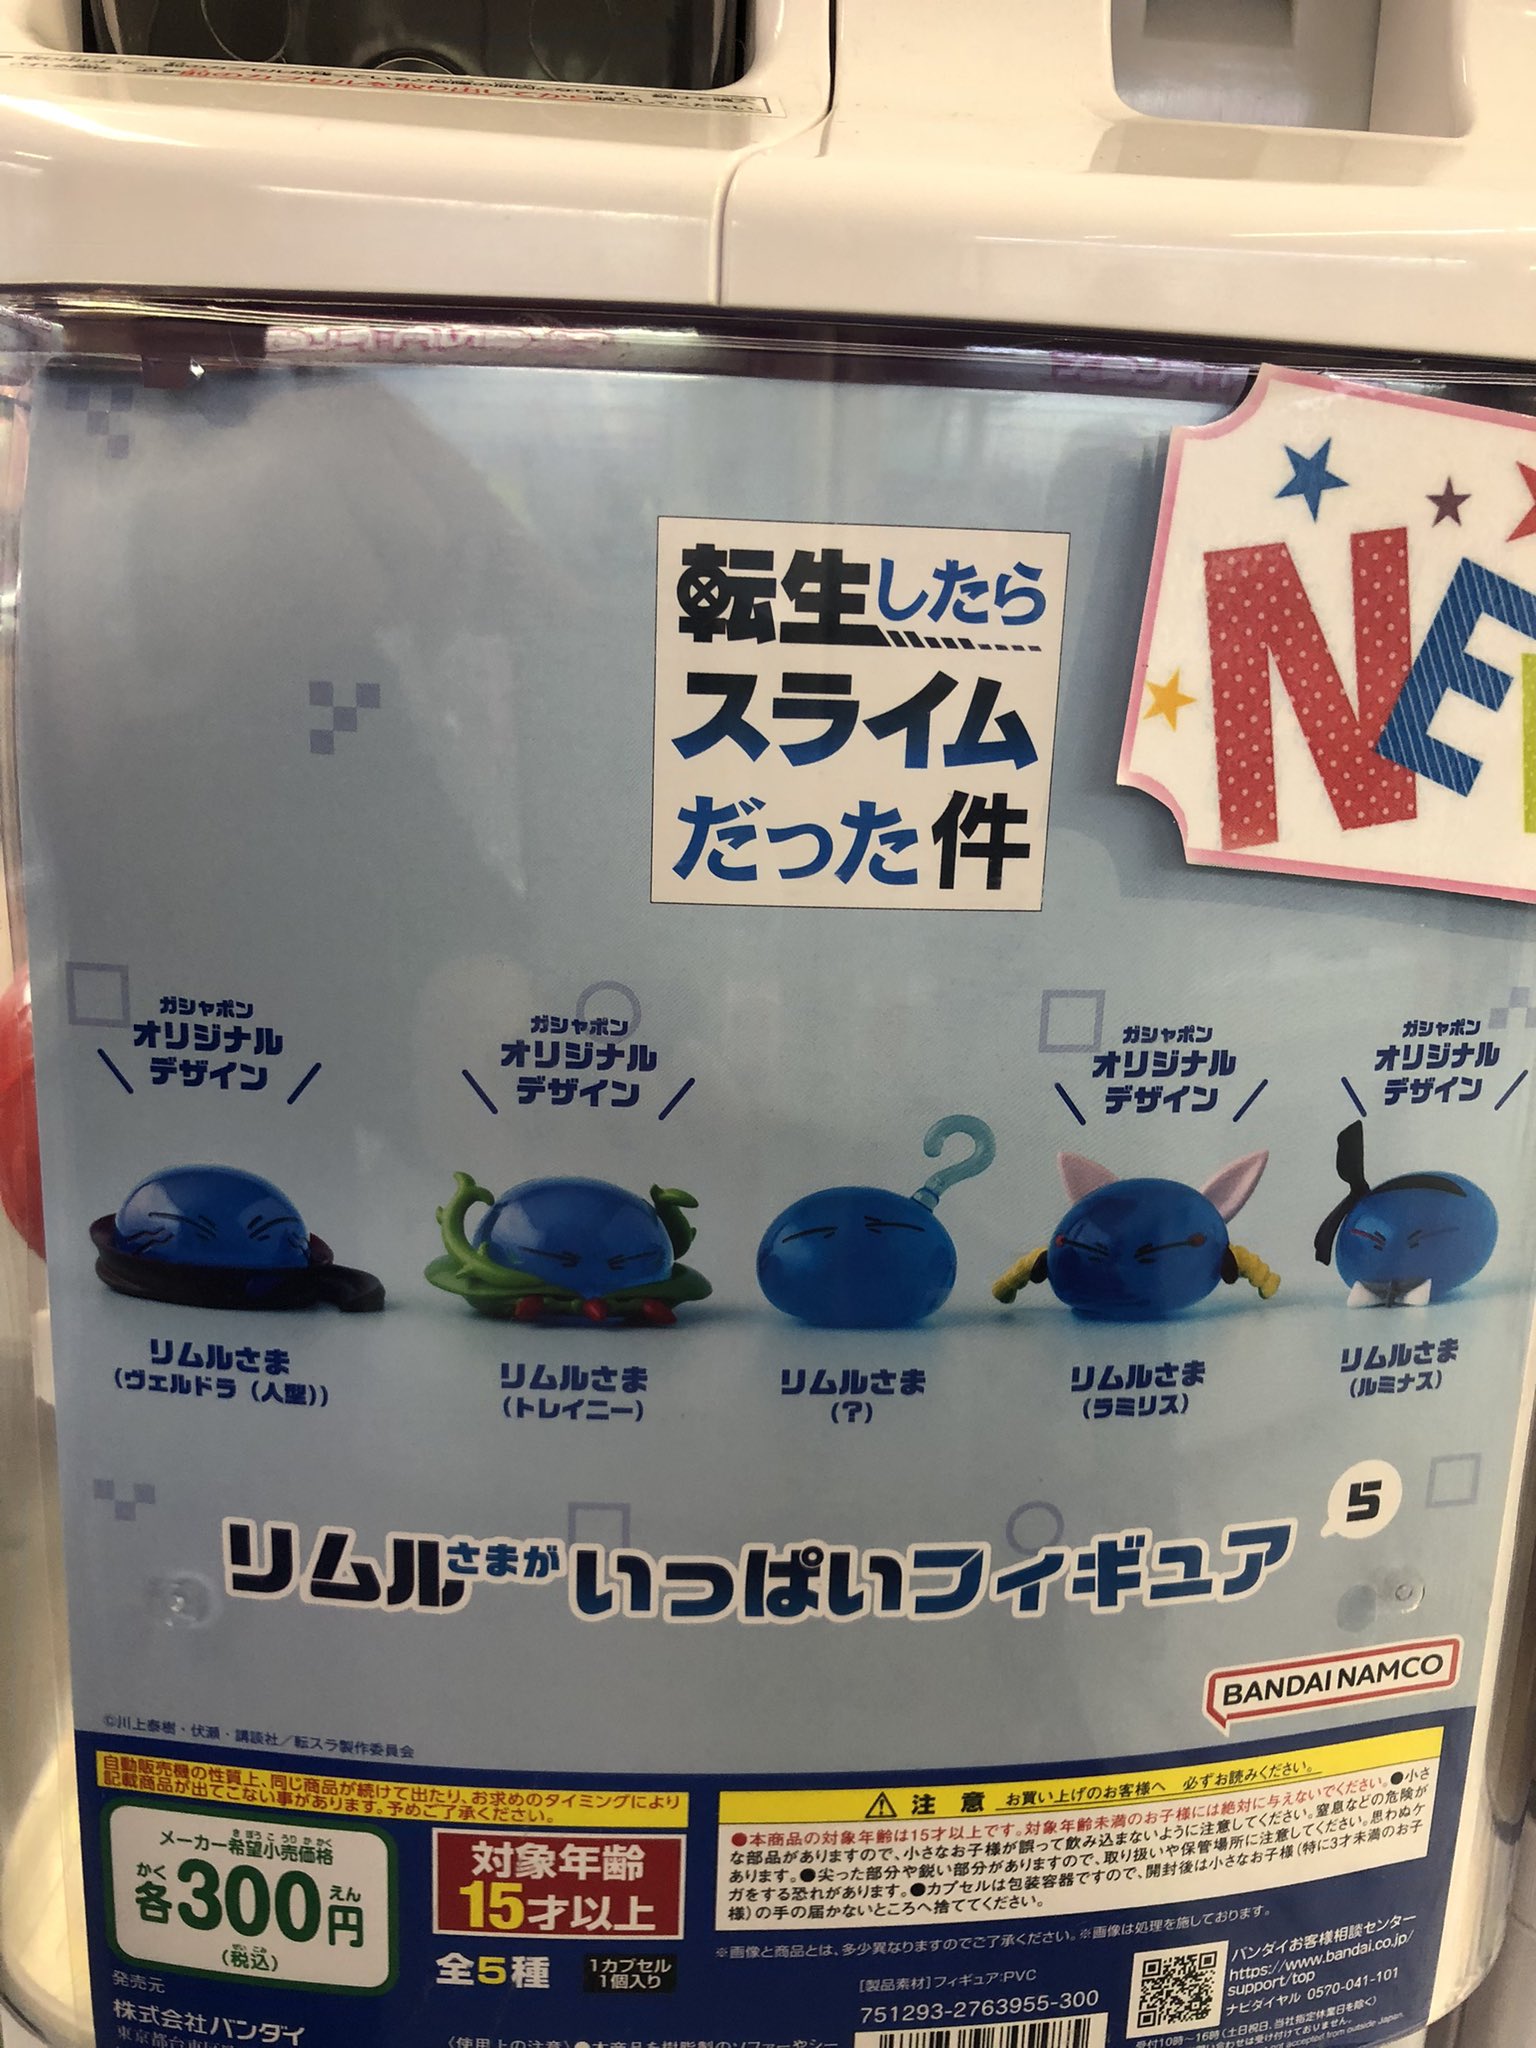 転生したら
スライム
だった件
NE
ガシャポン
オリジナル
デザイン
ガシャポン
オリジナル
デザイン
ガシャポン
オリジナル
デザイン
ガシャポン
オリジナル
デザイン
リムルさま
(ヴェルドラ(人型))
リムルさま
(トレイニー)
リムルさま
(?)
リムルさま
(ラミリス)
リムルさま
(ルミナス)
リムルさまがいっぱいフィギュア5
BANDAI NAMCO
©川上泰樹・伏瀬・講談社/転スラ製作委員会
自動販売機の性質上、同じ商品が続けて出たり、お求めのタイミングにより
記載商品が出てこない事があります。予めご了承ください。
メーカー希望小売価格
各300円
(税込)
対象年齢
15才以上
全5種
1カプセル
1個入り
注意 お買い上げのお客様へ 必ずお読みください。
●本商品の対象年齢は15才以上です。対象年齢未満のお子様には絶対に与えないでください。●小さ
な部品がありますので、小さなお子様が誤って飲み込まないように注意してください。窒息などの危険が
あります。●尖った部分や鋭い部分がありますので、取り扱いや保管場所に注意してください。思わぬケ
ガをする恐れがあります。●カプセルは包装容器ですので、開封後は小さなお子様(特に3才未満のお子
様)の手の届かないところへ捨ててください。
※画像と商品とは、多少異なりますのでご了承ください。※画像は処理を施しております。
[製品素材]フィギュア:PVC
751293-2763955-300
バンダイお客様相談センター
https://www.bandai.co.jp/
support/top
ナビダイヤル 0570-041-101
受付10時〜16時(土日祝日、当社指定休業日を除く)
発売元
株式会社バンダイ